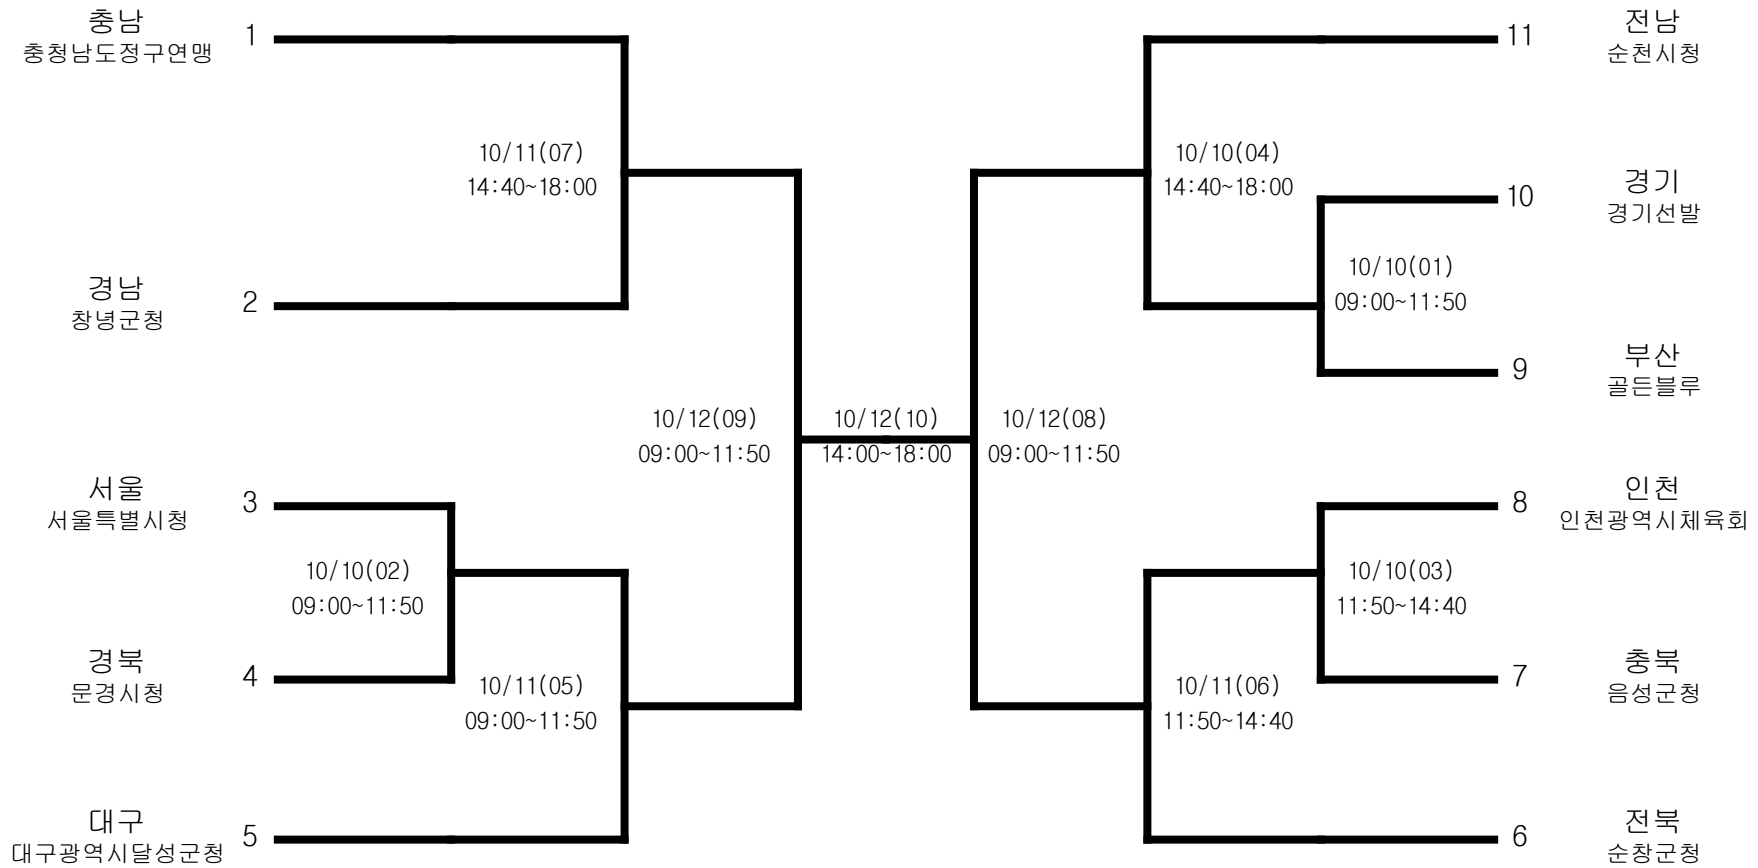 충남
충청남도정구연맹
1
11
전남
순천시청
10/11(07)
14:40~18:00
10/10(04)
14:40~18:00
10
경기
경기선발
10/10(01)
09:00~11:50
경남
창녕군청
2
9
부산
골든블루
10/12(09)
09:00~11:50
10/12(10)
14:00~18:00
10/12(08)
09:00~11:50
서울
서울특별시청
3
8
인천
인천광역시체육회
10/10(02)
09:00~11:50
10/10(03)
11:50~14:40
경북
문경시청
4
10/11(05)
09:00~11:50
10/11(06)
11:50~14:40
7
충북
음성군청
대구
대구광역시달성군청
5
6
전북
순창군청